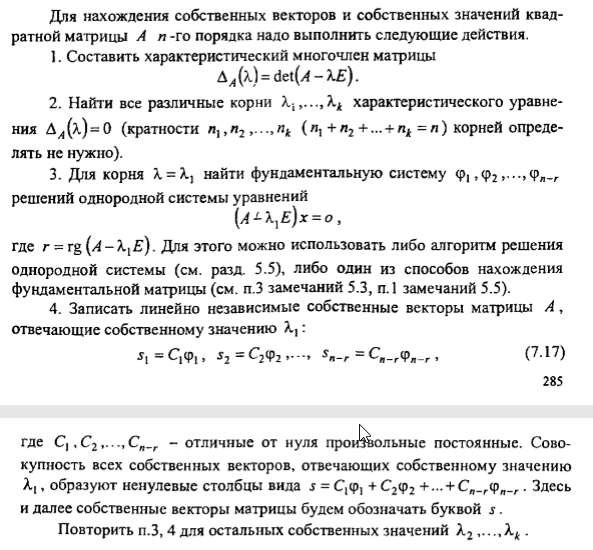 Для нахождения собственных векторов и собственных значений квад-
ратной матрицы A n-го порядка надо выполнить следующие действия.
1. Составить характеристический многочлен матрицы
Δ_A(λ)=det(A−λE).
2. Найти все различные корни λ₁,...,λ_k характеристического уравне-
ния Δ_A(λ)=0 (кратности n₁,n₂,...,n_k (n₁+n₂+...+n_k=n) корней опреде-
лять не нужно).
3. Для корня λ=λ₁ найти фундаментальную систему φ₁,φ₂,...,φ_{n−r}
решений однородной системы уравнений
(A−λ₁E)x=o,
где r=rg(A−λ₁E). Для этого можно использовать либо алгоритм решения
однородной системы (см. разд. 5.5), либо один из способов нахождения
фундаментальной матрицы (см. п.3 замечаний 5.3, п.1 замечаний 5.5).
4. Записать линейно независимые собственные векторы матрицы A,
отвечающие собственному значению λ₁:
s₁=C₁φ₁, s₂=C₂φ₂,..., s_{n−r}=C_{n−r}φ_{n−r}, (7.17)
285
где C₁,C₂,...,C_{n−r} – отличные от нуля произвольные постоянные. Сово-
купность всех собственных векторов, отвечающих собственному значению
λ₁, образуют ненулевые столбцы вида s=C₁φ₁+C₂φ₂+...+C_{n−r}φ_{n−r}. Здесь
и далее собственные векторы матрицы будем обозначать буквой s.
Повторить п.3, 4 для остальных собственных значений λ₂,...,λ_k.